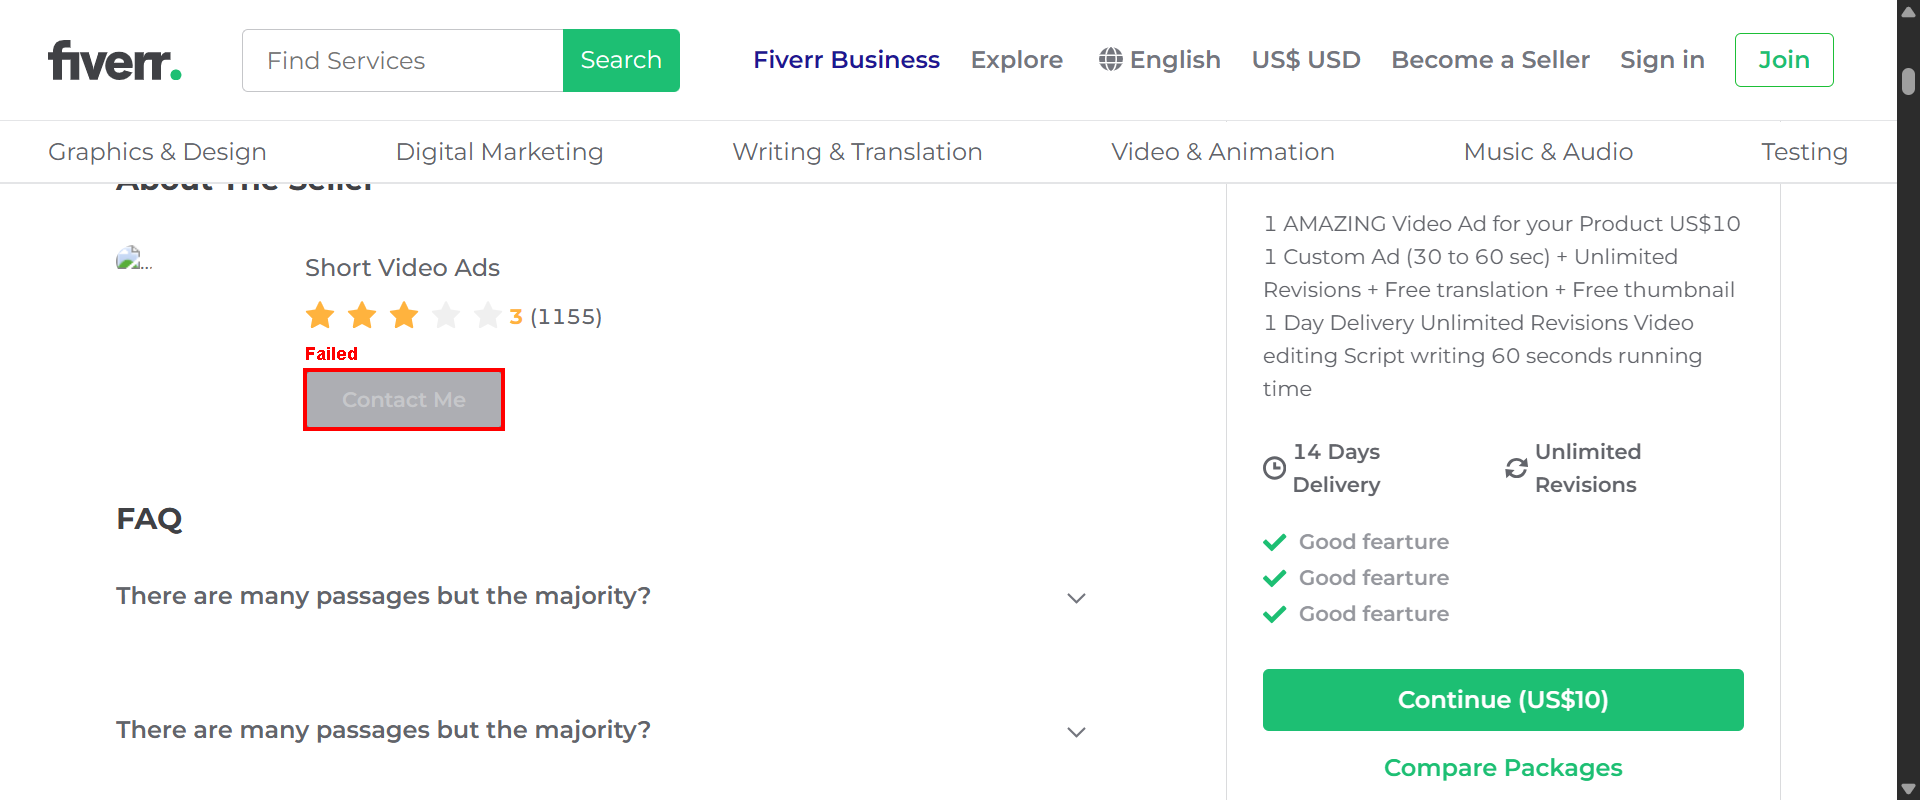 fiverr.
Find Services
Search
Fiverr Business
Explore
English
US$ USD
Become a Seller
Sign in
Join
Graphics & Design
Digital Marketing
Writing & Translation
Video & Animation
Music & Audio
Testing
About The Seller
Short Video Ads
3 (1155)
Failed
Contact Me
FAQ
There are many passages but the majority?
There are many passages but the majority?
1 AMAZING Video Ad for your Product US$10
1 Custom Ad (30 to 60 sec) + Unlimited
Revisions + Free translation + Free thumbnail
1 Day Delivery Unlimited Revisions Video
editing Script writing 60 seconds running
time
14 Days
Delivery
Unlimited
Revisions
Good fearture
Good fearture
Good fearture
Continue (US$10)
Compare Packages